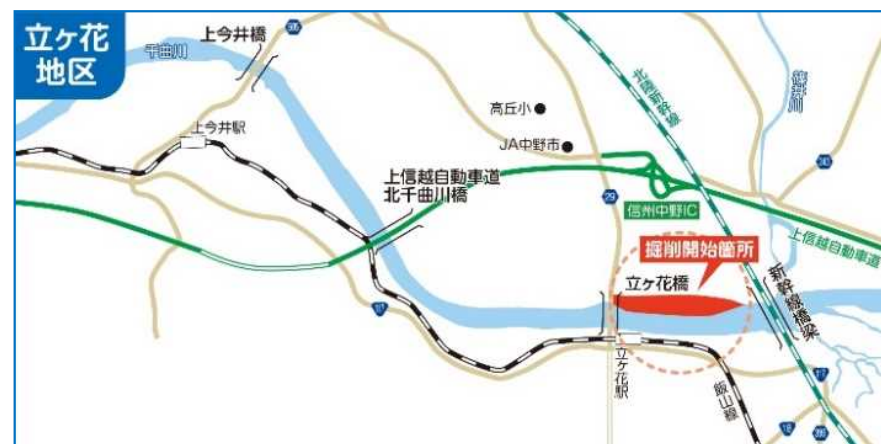 立ヶ花
地区
上今井橋
千曲川
上今井駅
高丘小
JA中野市
北陸新幹線
篠井川
上信越自動車道
北千曲川橋
29
信州中野IC
上信越自動車道
掘削開始箇所
立ヶ花橋
新幹線橋梁
117
立ヶ花駅
飯山線
117
18